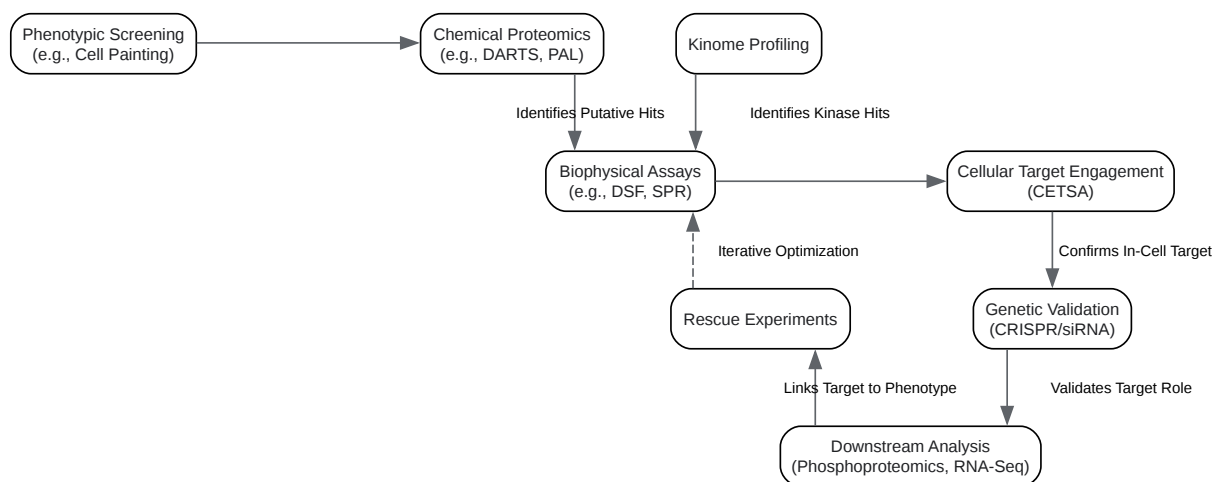 Phenotypic Screening
(e.g., Cell Painting)
Chemical Proteomics
(e.g., DARTS, PAL)
Kinome Profiling
Identifies Putative Hits
Identifies Kinase Hits
Biophysical Assays
(e.g., DSF, SPR)
Cellular Target Engagement
(CETSA)
Iterative Optimization
Confirms In-Cell Target
Rescue Experiments
Genetic Validation
(CRISPR/siRNA)
Links Target to Phenotype
Validates Target Role
Downstream Analysis
(Phosphoproteomics, RNA-Seq)